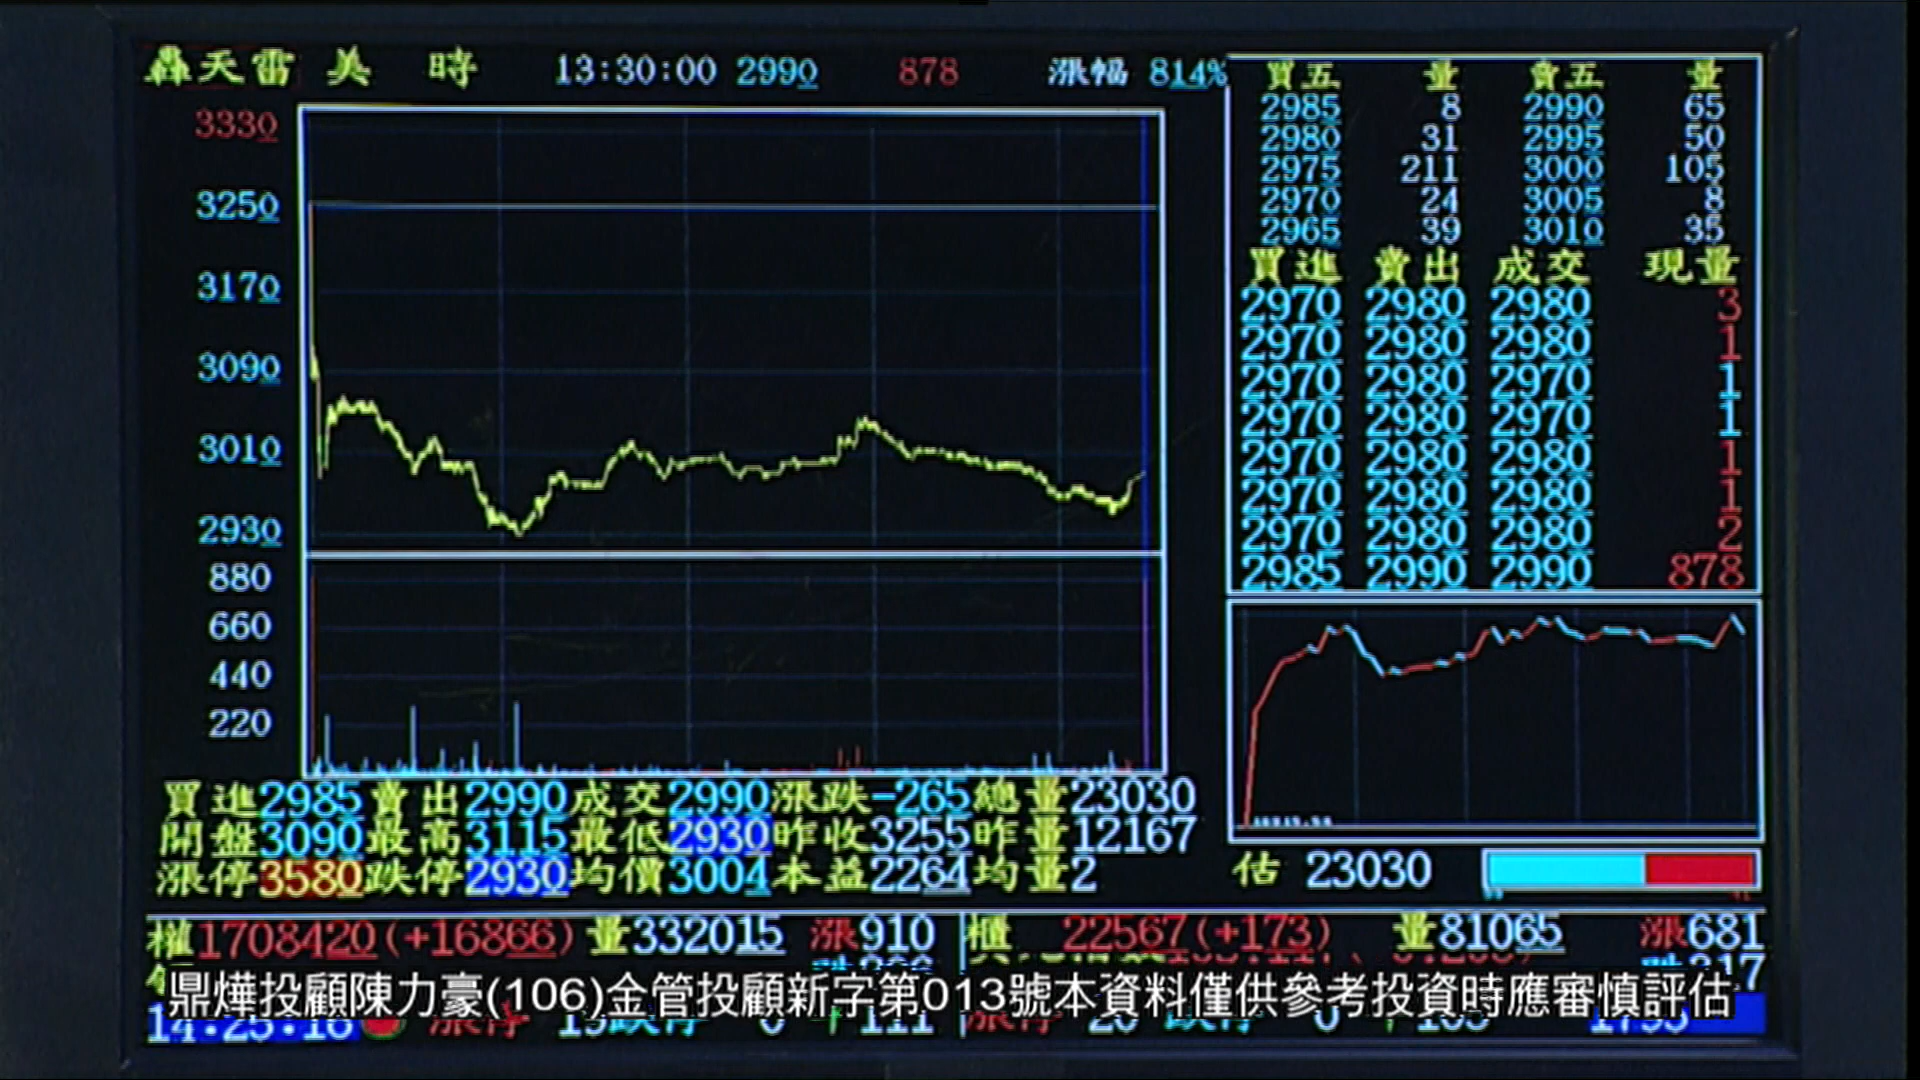 轟天雷 美 時 13:30:00 2990 878 漲幅 814%
3330
3250
3170
3090
3010
2930
880
660
440
220
買五 量 賣五 量
2985 8 2990 65
2980 31 2995 50
2975 211 3000 105
2970 24 3005 8
2965 39 3010 35
買進 賣出 成交 現量
2970 2980 2980 3
2970 2980 2980 1
2970 2980 2970 1
2970 2980 2970 1
2970 2980 2980 1
2970 2980 2980 1
2970 2980 2980 2
2985 2990 2990 878
買進2985賣出2990成交2990漲跌-265總量23030
開盤3090最高3115最低2930昨收3255昨量12167
漲停3580跌停2930均價3004本益2264均量2
估 23030
權1708420(+16866) 量332015 漲910 櫃 22567(+173) 量81065 漲681
鼎燁投顧陳力豪(106)金管投顧新字第013號本資料僅供參考投資時應審慎評估
14:25:16